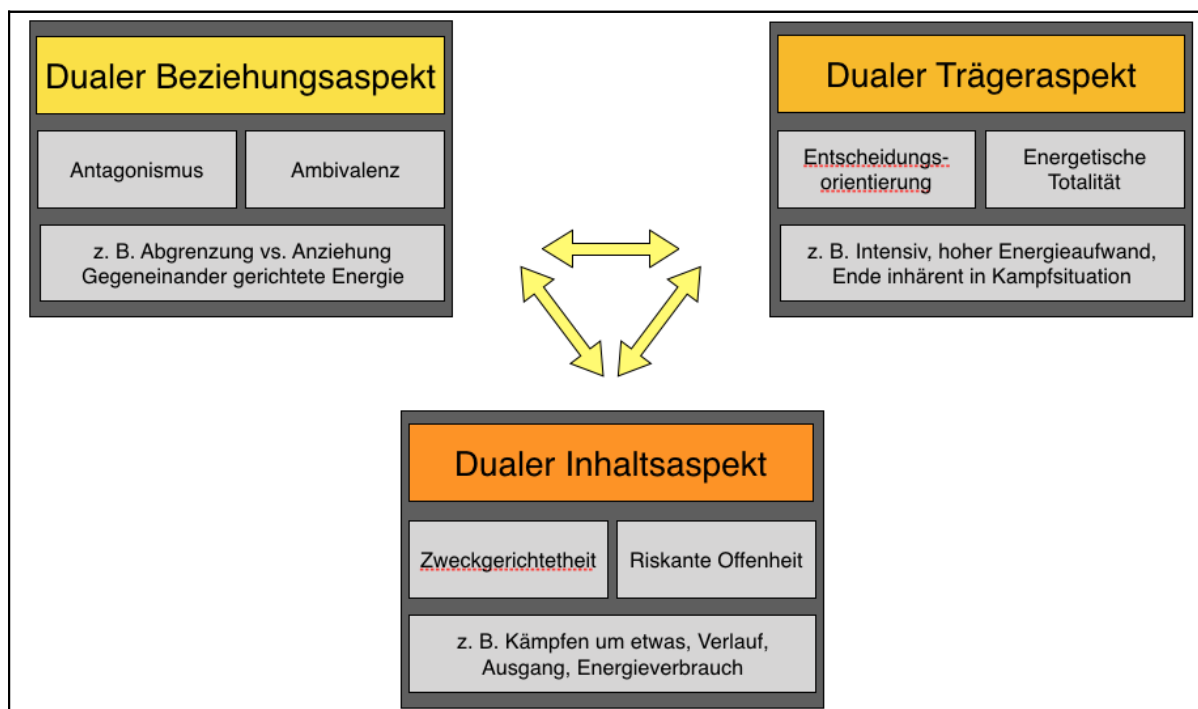 Dualer Beziehungsaspekt
Antagonismus
Ambivalenz
z. B. Abgrenzung vs. Anziehung
Gegeneinander gerichtete Energie
Dualer Trägeraspekt
Entscheidungs-
orientierung
Energetische
Totalität
z. B. Intensiv, hoher Energieaufwand,
Ende inhärent in Kampfsituation
Dualer Inhaltsaspekt
Zweckgerichtetheit
Riskante Offenheit
z. B. Kämpfen um etwas, Verlauf,
Ausgang, Energieverbrauch